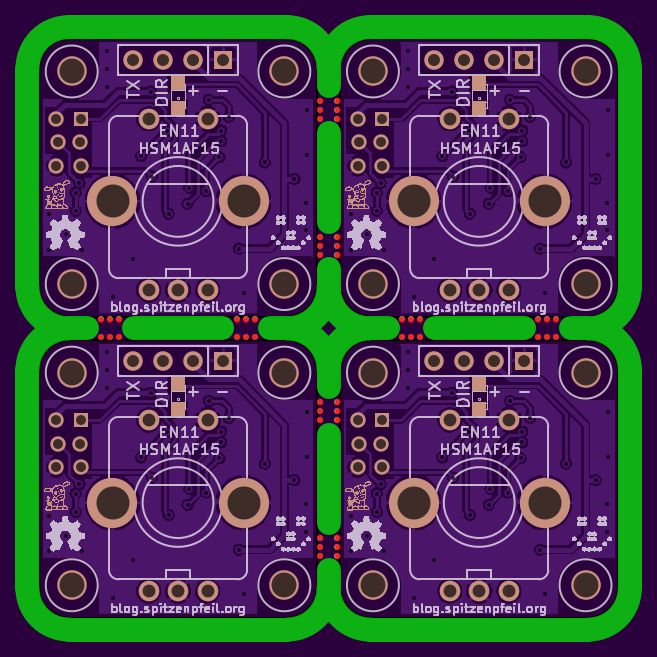 TX DIR + -
EN11
HSM1AF15
blog.spitzenpfeil.org
TX DIR + -
EN11
HSM1AF15
blog.spitzenpfeil.org
TX DIR + -
EN11
HSM1AF15
blog.spitzenpfeil.org
TX DIR + -
EN11
HSM1AF15
blog.spitzenpfeil.org